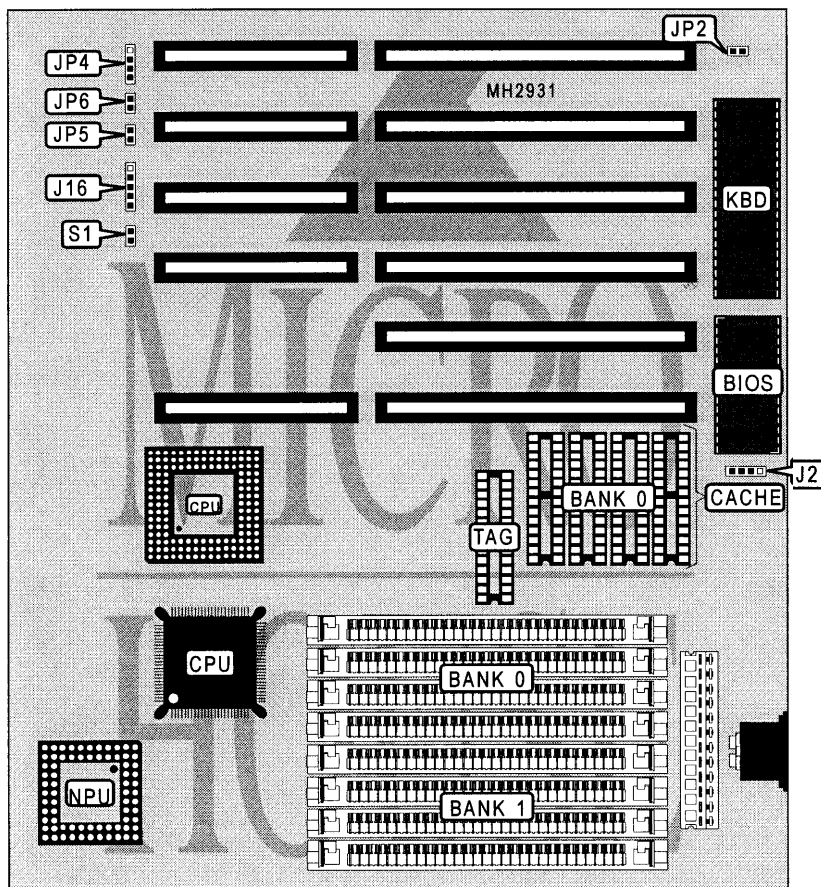 JP2
JP4
MH2931
JP6
JP5
J16
KBD
S1
BIOS
J2
CPU
BANK 0
CACHE
TAG
CPU
BANK 0
NPU
BANK 1
MICRO
HOUSE